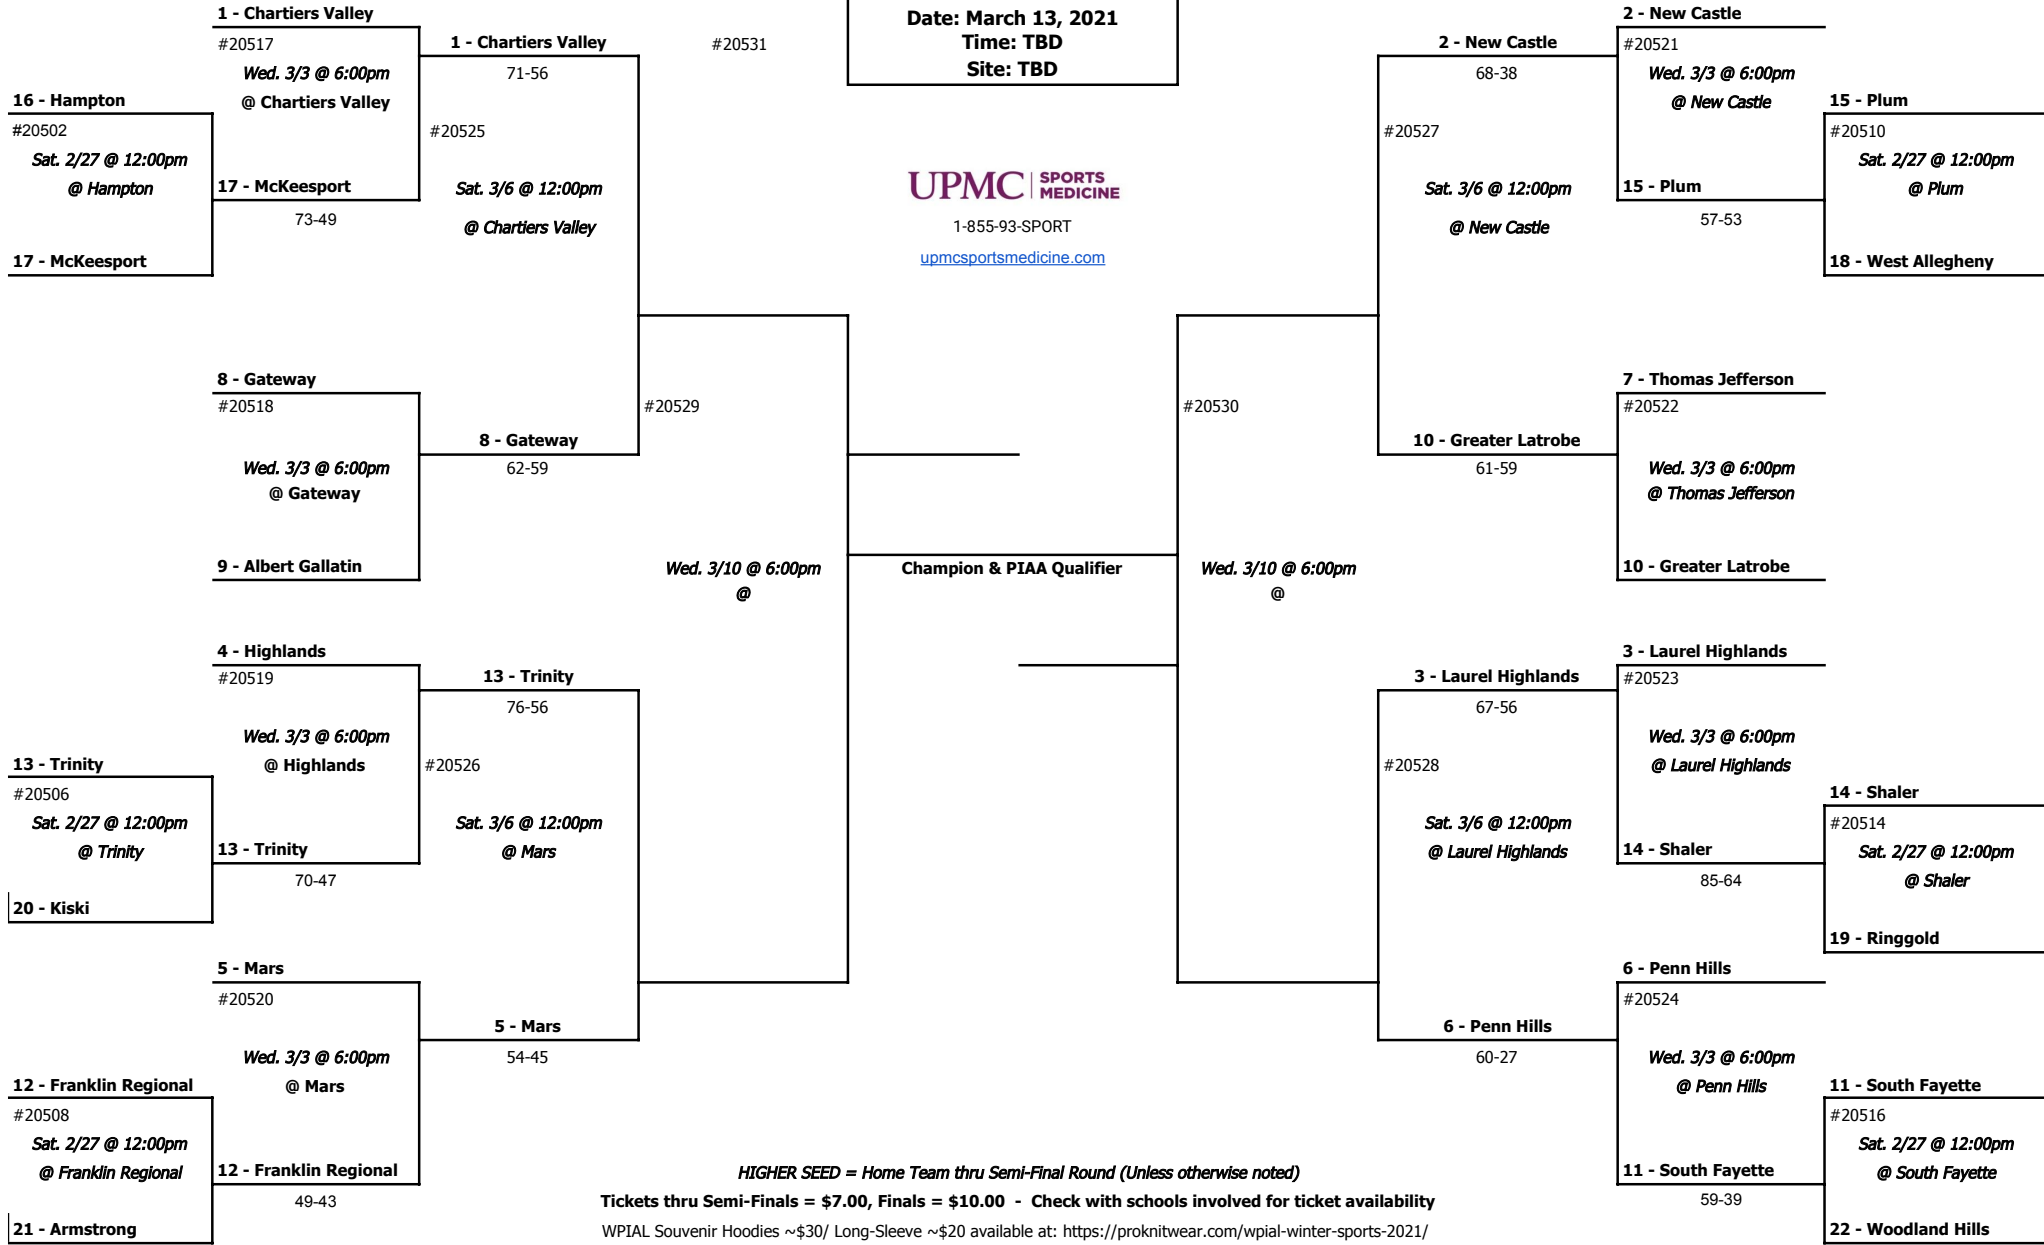 1 - Chartiers Valley
#20517
Wed. 3/3 @ 6:00pm
@ Chartiers Valley
16 - Hampton
#20502
Sat. 2/27 @ 12:00pm
@ Hampton
17 - McKeesport
73-49
17 - McKeesport
1 - Chartiers Valley
71-56
#20525
Sat. 3/6 @ 12:00pm
@ Chartiers Valley
8 - Gateway
#20518
Wed. 3/3 @ 6:00pm
@ Gateway
9 - Albert Gallatin
8 - Gateway
62-59
#20529
Wed. 3/10 @ 6:00pm
@
4 - Highlands
#20519
Wed. 3/3 @ 6:00pm
@ Highlands
13 - Trinity
#20506
Sat. 2/27 @ 12:00pm
@ Trinity
13 - Trinity
70-47
20 - Kiski
13 - Trinity
76-56
#20526
Sat. 3/6 @ 12:00pm
@ Mars
5 - Mars
#20520
Wed. 3/3 @ 6:00pm
@ Mars
12 - Franklin Regional
#20508
Sat. 2/27 @ 12:00pm
@ Franklin Regional
12 - Franklin Regional
49-43
21 - Armstrong
5 - Mars
54-45
#20531
Date: March 13, 2021
Time: TBD
Site: TBD
UPMC | SPORTS MEDICINE
1-855-93-SPORT
upmcsportsmedicine.com
Champion & PIAA Qualifier
#20530
Wed. 3/10 @ 6:00pm
@
2 - New Castle
68-38
#20527
Sat. 3/6 @ 12:00pm
@ New Castle
2 - New Castle
#20521
Wed. 3/3 @ 6:00pm
@ New Castle
15 - Plum
57-53
15 - Plum
#20510
Sat. 2/27 @ 12:00pm
@ Plum
18 - West Allegheny
10 - Greater Latrobe
61-59
7 - Thomas Jefferson
#20522
Wed. 3/3 @ 6:00pm
@ Thomas Jefferson
10 - Greater Latrobe
3 - Laurel Highlands
67-56
#20528
Sat. 3/6 @ 12:00pm
@ Laurel Highlands
3 - Laurel Highlands
#20523
Wed. 3/3 @ 6:00pm
@ Laurel Highlands
14 - Shaler
85-64
14 - Shaler
#20514
Sat. 2/27 @ 12:00pm
@ Shaler
19 - Ringgold
6 - Penn Hills
60-27
6 - Penn Hills
#20524
Wed. 3/3 @ 6:00pm
@ Penn Hills
11 - South Fayette
59-39
11 - South Fayette
#20516
Sat. 2/27 @ 12:00pm
@ South Fayette
22 - Woodland Hills
HIGHER SEED = Home Team thru Semi-Final Round (Unless otherwise noted)
Tickets thru Semi-Finals = $7.00, Finals = $10.00 - Check with schools involved for ticket availability
WPIAL Souvenir Hoodies ~$30/ Long-Sleeve ~$20 available at: https://proknitwear.com/wpial-winter-sports-2021/